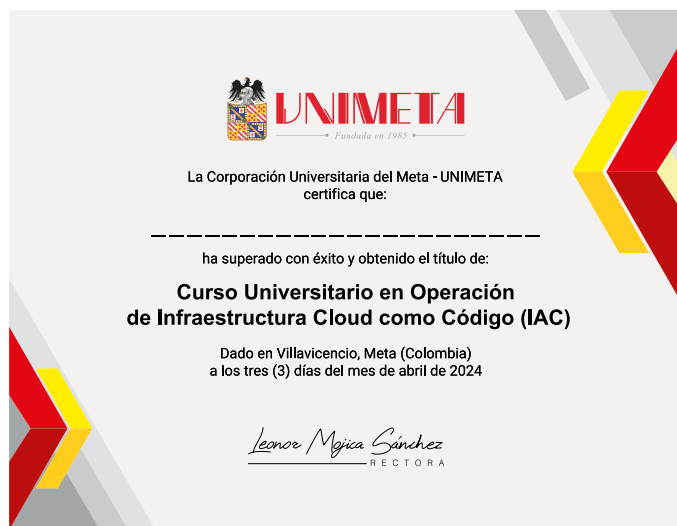 UNIMETA
Fundada en 1985
La Corporación Universitaria del Meta - UNIMETA
certifica que:
ha superado con éxito y obtenido el título de:
Curso Universitario en Operación
de Infraestructura Cloud como Código (IAC)
Dado en Villavicencio, Meta (Colombia)
a los tres (3) días del mes de abril de 2024
Leonor Mojica Sánchez
RECTORA